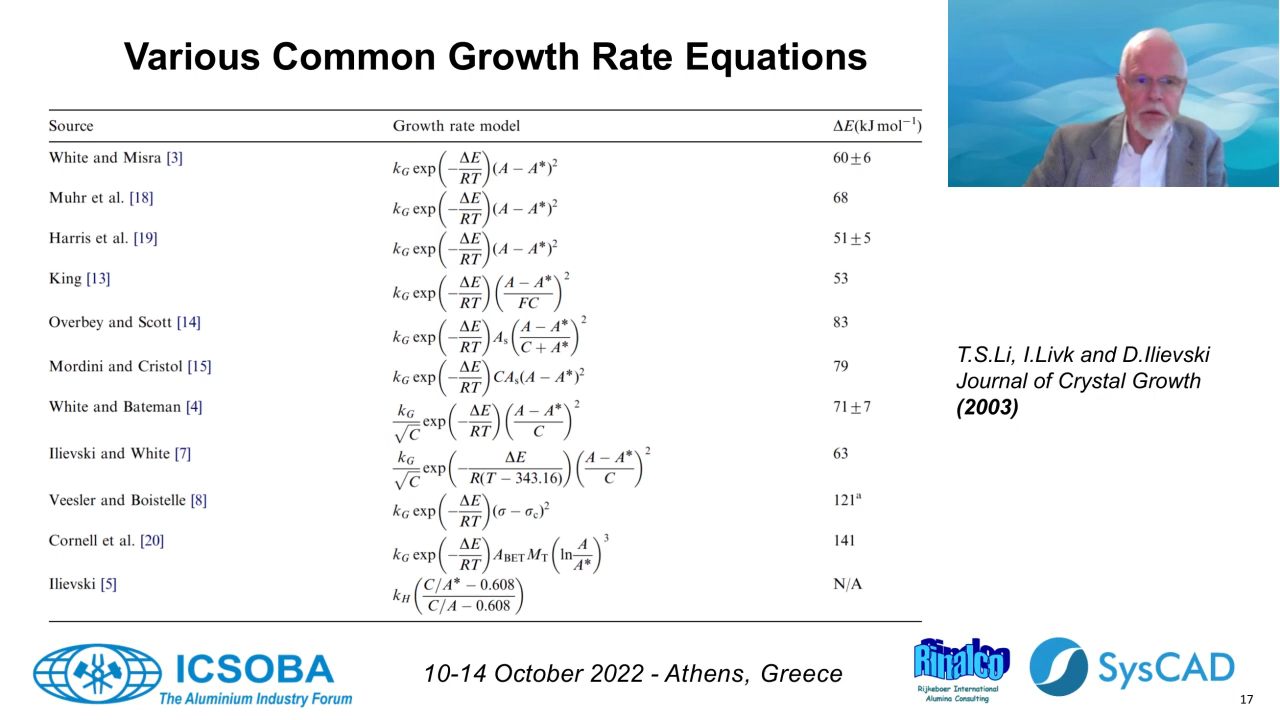 Various Common Growth Rate Equations
Source Growth rate model ΔE(kJ mol⁻¹)
White and Misra [3] k_G exp(−ΔE/RT)(A − A*)² 60±6
Muhr et al. [18] k_G exp(−ΔE/RT)(A − A*)² 68
Harris et al. [19] k_G exp(−ΔE/RT)(A − A*)² 51±5
King [13] k_G exp(−ΔE/RT)((A − A*)/FC)² 53
Overbey and Scott [14] k_G exp(−ΔE/RT)A_s((A − A*)/(C + A*))² 83
Mordini and Cristol [15] k_G exp(−ΔE/RT)CA_s(A − A*)² 79
White and Bateman [4] k_G/√C exp(−ΔE/RT)((A − A*)/C)² 71±7
Ilievski and White [7] k_G/√C exp(−ΔE/R(T − 343.16))((A − A*)/C)² 63
Veesler and Boistelle [8] k_G exp(−ΔE/RT)(σ − σ_c)² 121ᵃ
Cornell et al. [20] k_G exp(−ΔE/RT)A_BET M_T(ln A/A*)³ 141
Ilievski [5] k_H((C/A* − 0.608)/(C/A − 0.608)) N/A
T.S.Li, I.Livk and D.Ilievski
Journal of Crystal Growth
(2003)
ICSOBA
The Aluminium Industry Forum
10-14 October 2022 - Athens, Greece
Rinalco
Rijkeboer International
Alumina Consulting
SysCAD
17